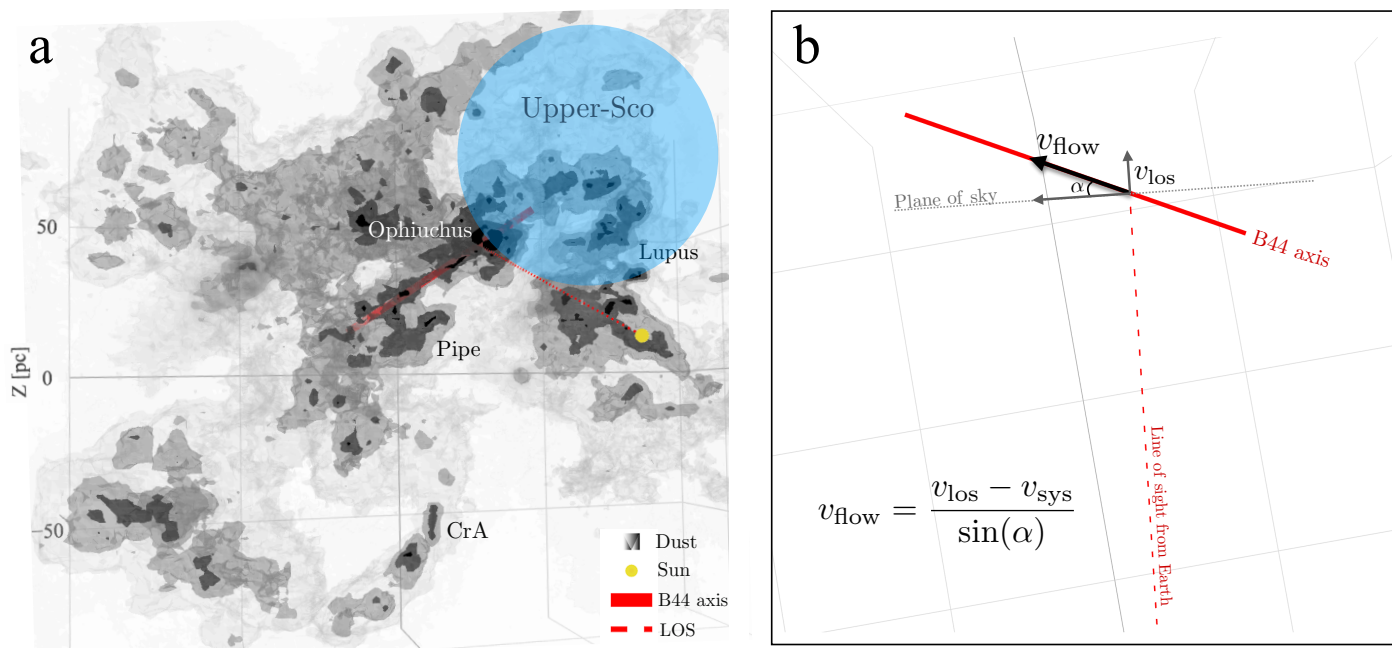 a
Upper-Sco
50
Ophiuchus
Lupus
Pipe
Z [pc]
0
−50
CrA
Dust
Sun
B44 axis
LOS
b
v_flow
v_los
α
Plane of sky
B44 axis
Line of sight from Earth
v_flow = (v_los − v_sys) / sin(α)